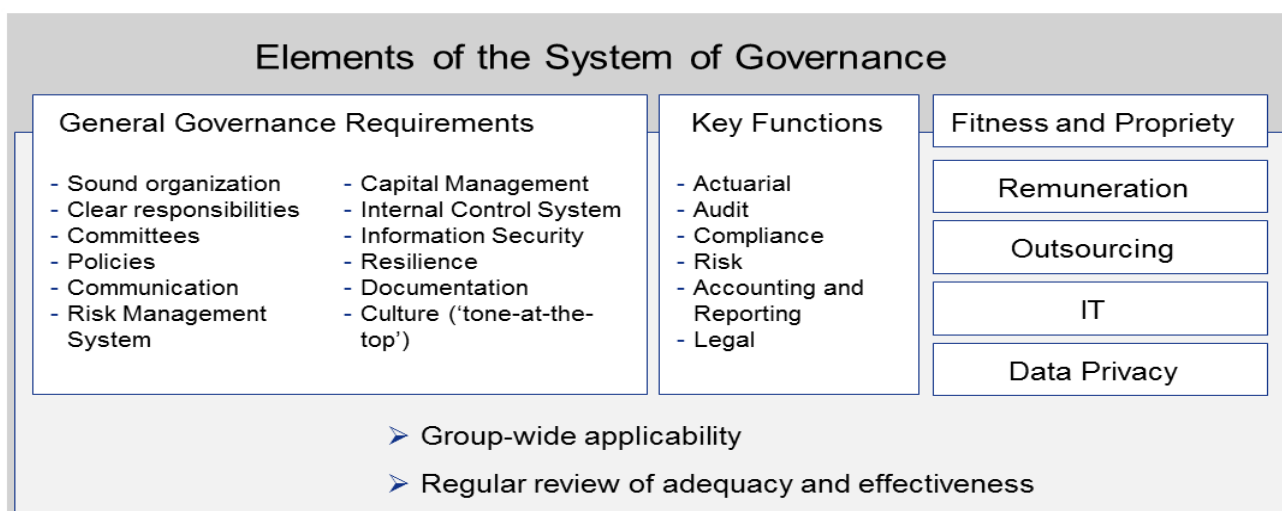 Elements of the System of Governance
General Governance Requirements
- Sound organization
- Clear responsibilities
- Committees
- Policies
- Communication
- Risk Management
System
- Capital Management
- Internal Control System
- Information Security
- Resilience
- Documentation
- Culture (‘tone-at-the-
top’)
Key Functions
- Actuarial
- Audit
- Compliance
- Risk
- Accounting and
Reporting
- Legal
Fitness and Propriety
Remuneration
Outsourcing
IT
Data Privacy
➢ Group-wide applicability
➢ Regular review of adequacy and effectiveness